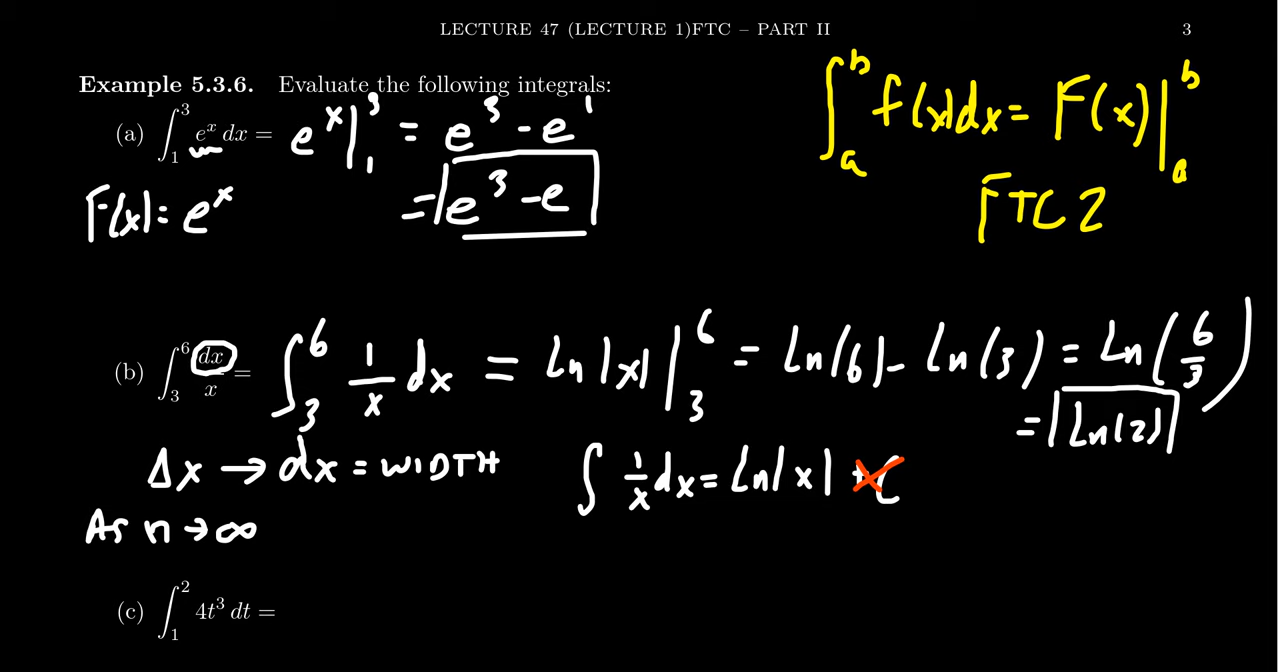 LECTURE 47 (LECTURE 1)FTC – PART II 3
Example 5.3.6. Evaluate the following integrals:
∫_a^b f(x)dx = F(x)|_a^b
(a) ∫_1^3 e^x dx = e^x |_1^3 = e^3 - e^1
F(x) = e^x
= e^3 - e
FTC 2
(b) ∫_3^6 dx/x = ∫_3^6 1/x dx = Ln|x| |_3^6 = Ln(6) - Ln(3) = Ln(6/3)
= Ln(2)
Δx → dx = WIDTH
∫ 1/x dx = Ln|x| + C
As n → ∞
(c) ∫_1^2 4t^3 dt =